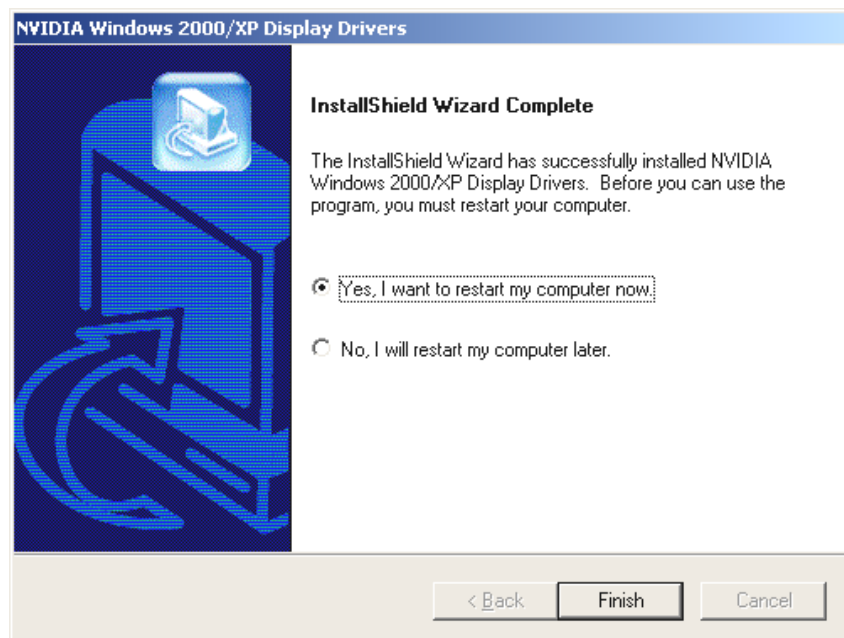 NVIDIA Windows 2000/XP Display Drivers
InstallShield Wizard Complete
The InstallShield Wizard has successfully installed NVIDIA
Windows 2000/XP Display Drivers.  Before you can use the
program, you must restart your computer.
Yes, I want to restart my computer now.
No, I will restart my computer later.
< Back
Finish
Cancel